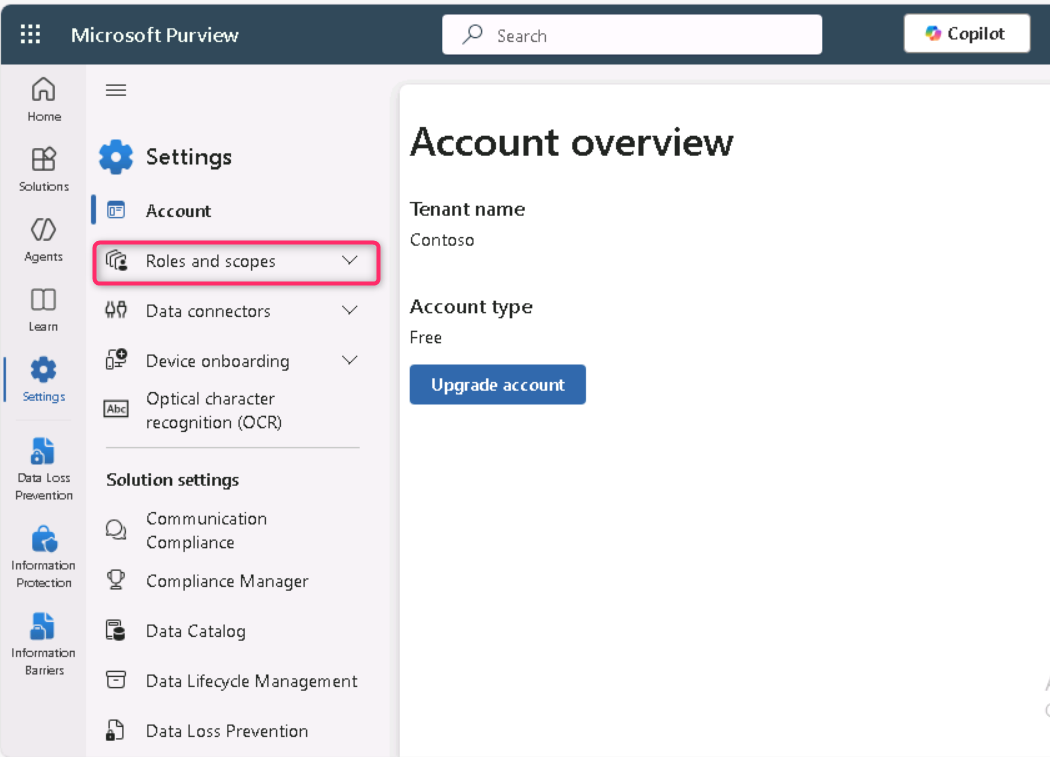 Microsoft Purview
Search
Copilot
Home
Solutions
Agents
Learn
Settings
Data Loss
Prevention
Information
Protection
Information
Barriers
Settings
Account
Roles and scopes
Data connectors
Device onboarding
Abc
Optical character
recognition (OCR)
Solution settings
Communication
Compliance
Compliance Manager
Data Catalog
Data Lifecycle Management
Data Loss Prevention
Account overview
Tenant name
Contoso
Account type
Free
Upgrade account